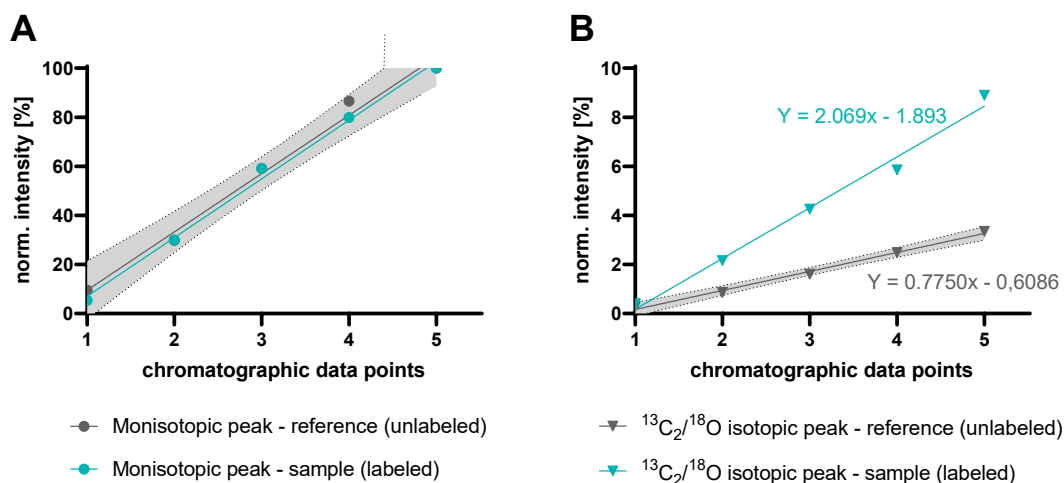 A
norm. intensity [%]
100
80
60
40
20
0
1 2 3 4 5
chromatographic data points
Monisotopic peak - reference (unlabeled)
Monisotopic peak - sample (labeled)
B
norm. intensity [%]
10
8
6
4
2
0
Y = 2.069x - 1.893
Y = 0.7750x - 0,6086
1 2 3 4 5
chromatographic data points
¹³C₂/¹⁸O isotopic peak - reference (unlabeled)
¹³C₂/¹⁸O isotopic peak - sample (labeled)